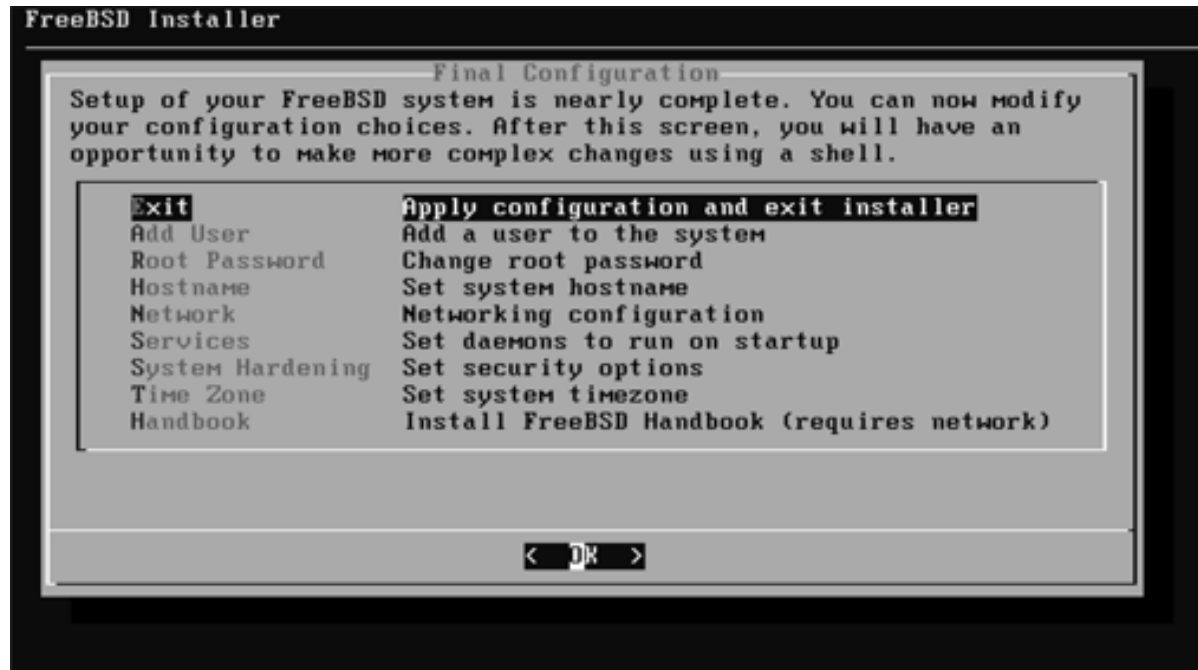 FreeBSD Installer
Final Configuration
Setup of your FreeBSD system is nearly complete. You can now modify
your configuration choices. After this screen, you will have an
opportunity to make more complex changes using a shell.
Exit Apply configuration and exit installer
Add User Add a user to the system
Root Password Change root password
Hostname Set system hostname
Network Networking configuration
Services Set daemons to run on startup
System Hardening Set security options
Time Zone Set system timezone
Handbook Install FreeBSD Handbook (requires network)
< OK >